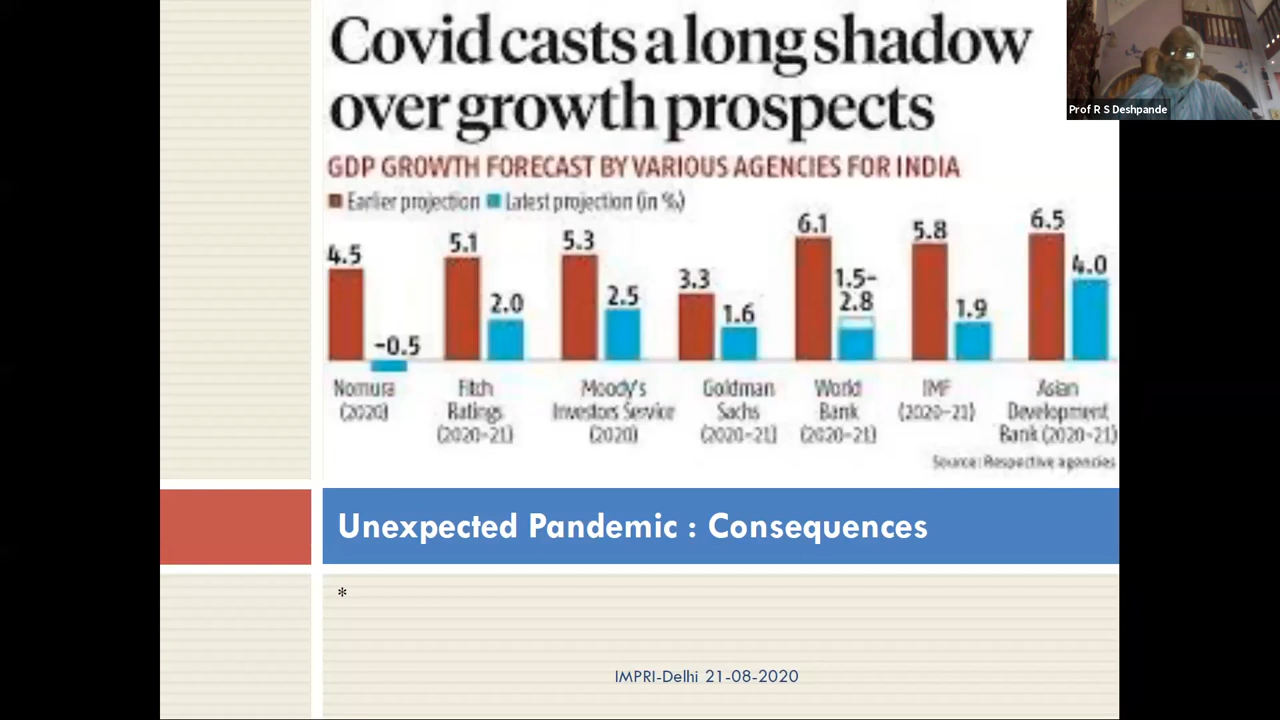 Covid casts a long shadow
over growth prospects
Prof R S Deshpande
GDP GROWTH FORECAST BY VARIOUS AGENCIES FOR INDIA
Earlier projection Latest projection (in %)
4.5 -0.5 5.1 2.0 5.3 2.5 3.3 1.6 6.1 1.5-
2.8 5.8 1.9 6.5 4.0
Nomura
(2020)
Fitch
Ratings
(2020-21)
Moody's
Investors Service
(2020)
Goldman
Sachs
(2020-21)
World
Bank
(2020-21)
IMF
(2020-21)
Asian
Development
Bank (2020-21)
Source: Respective agencies
Unexpected Pandemic : Consequences
*
IMPRI-Delhi 21-08-2020